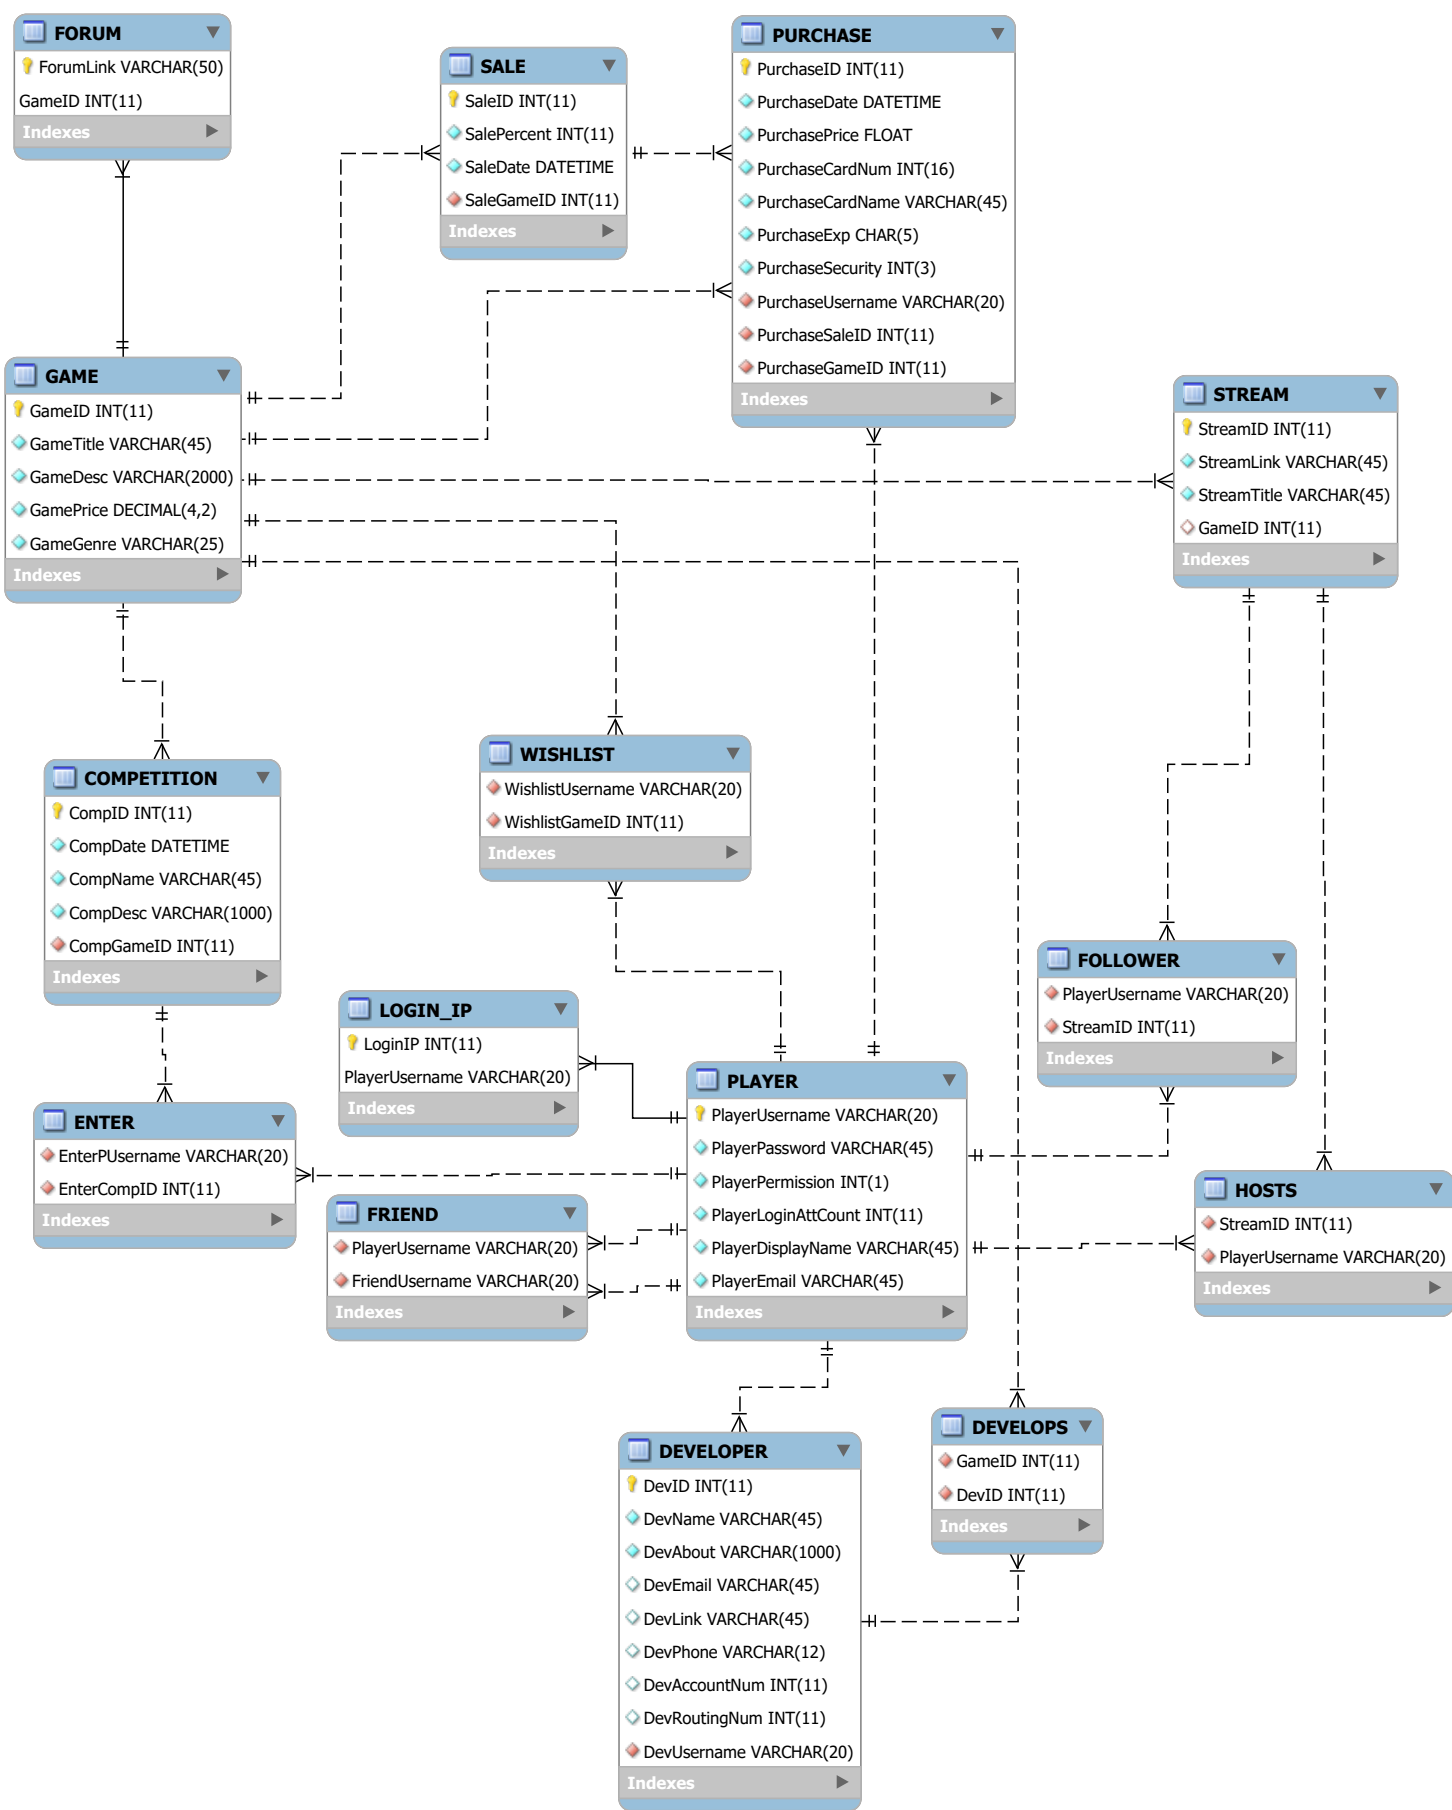 FORUM
ForumLink VARCHAR(50)
GameID INT(11)
Indexes
SALE
SaleID INT(11)
SalePercent INT(11)
SaleDate DATETIME
SaleGameID INT(11)
Indexes
PURCHASE
PurchaseID INT(11)
PurchaseDate DATETIME
PurchasePrice FLOAT
PurchaseCardNum INT(16)
PurchaseCardName VARCHAR(45)
PurchaseExp CHAR(5)
PurchaseSecurity INT(3)
PurchaseUsername VARCHAR(20)
PurchaseSaleID INT(11)
PurchaseGameID INT(11)
Indexes
GAME
GameID INT(11)
GameTitle VARCHAR(45)
GameDesc VARCHAR(2000)
GamePrice DECIMAL(4,2)
GameGenre VARCHAR(25)
Indexes
STREAM
StreamID INT(11)
StreamLink VARCHAR(45)
StreamTitle VARCHAR(45)
GameID INT(11)
Indexes
COMPETITION
CompID INT(11)
CompDate DATETIME
CompName VARCHAR(45)
CompDesc VARCHAR(1000)
CompGameID INT(11)
Indexes
WISHLIST
WishlistUsername VARCHAR(20)
WishlistGameID INT(11)
Indexes
FOLLOWER
PlayerUsername VARCHAR(20)
StreamID INT(11)
Indexes
LOGIN_IP
LoginIP INT(11)
PlayerUsername VARCHAR(20)
Indexes
PLAYER
PlayerUsername VARCHAR(20)
PlayerPassword VARCHAR(45)
PlayerPermission INT(1)
PlayerLoginAttCount INT(11)
PlayerDisplayName VARCHAR(45)
PlayerEmail VARCHAR(45)
Indexes
ENTER
EnterPUsername VARCHAR(20)
EnterCompID INT(11)
Indexes
FRIEND
PlayerUsername VARCHAR(20)
FriendUsername VARCHAR(20)
Indexes
HOSTS
StreamID INT(11)
PlayerUsername VARCHAR(20)
Indexes
DEVELOPER
DevID INT(11)
DevName VARCHAR(45)
DevAbout VARCHAR(1000)
DevEmail VARCHAR(45)
DevLink VARCHAR(45)
DevPhone VARCHAR(12)
DevAccountNum INT(11)
DevRoutingNum INT(11)
DevUsername VARCHAR(20)
Indexes
DEVELOPS
GameID INT(11)
DevID INT(11)
Indexes